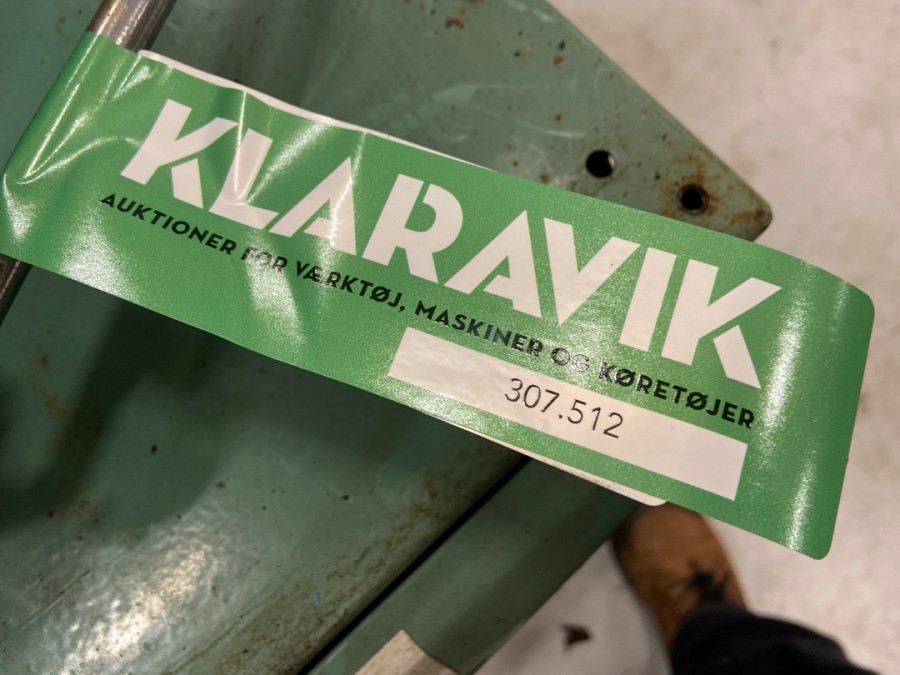 KLARAVIK
AUKTIONER FOR VÆRKTØJ, MASKINER OG KØRETØJER
307.512